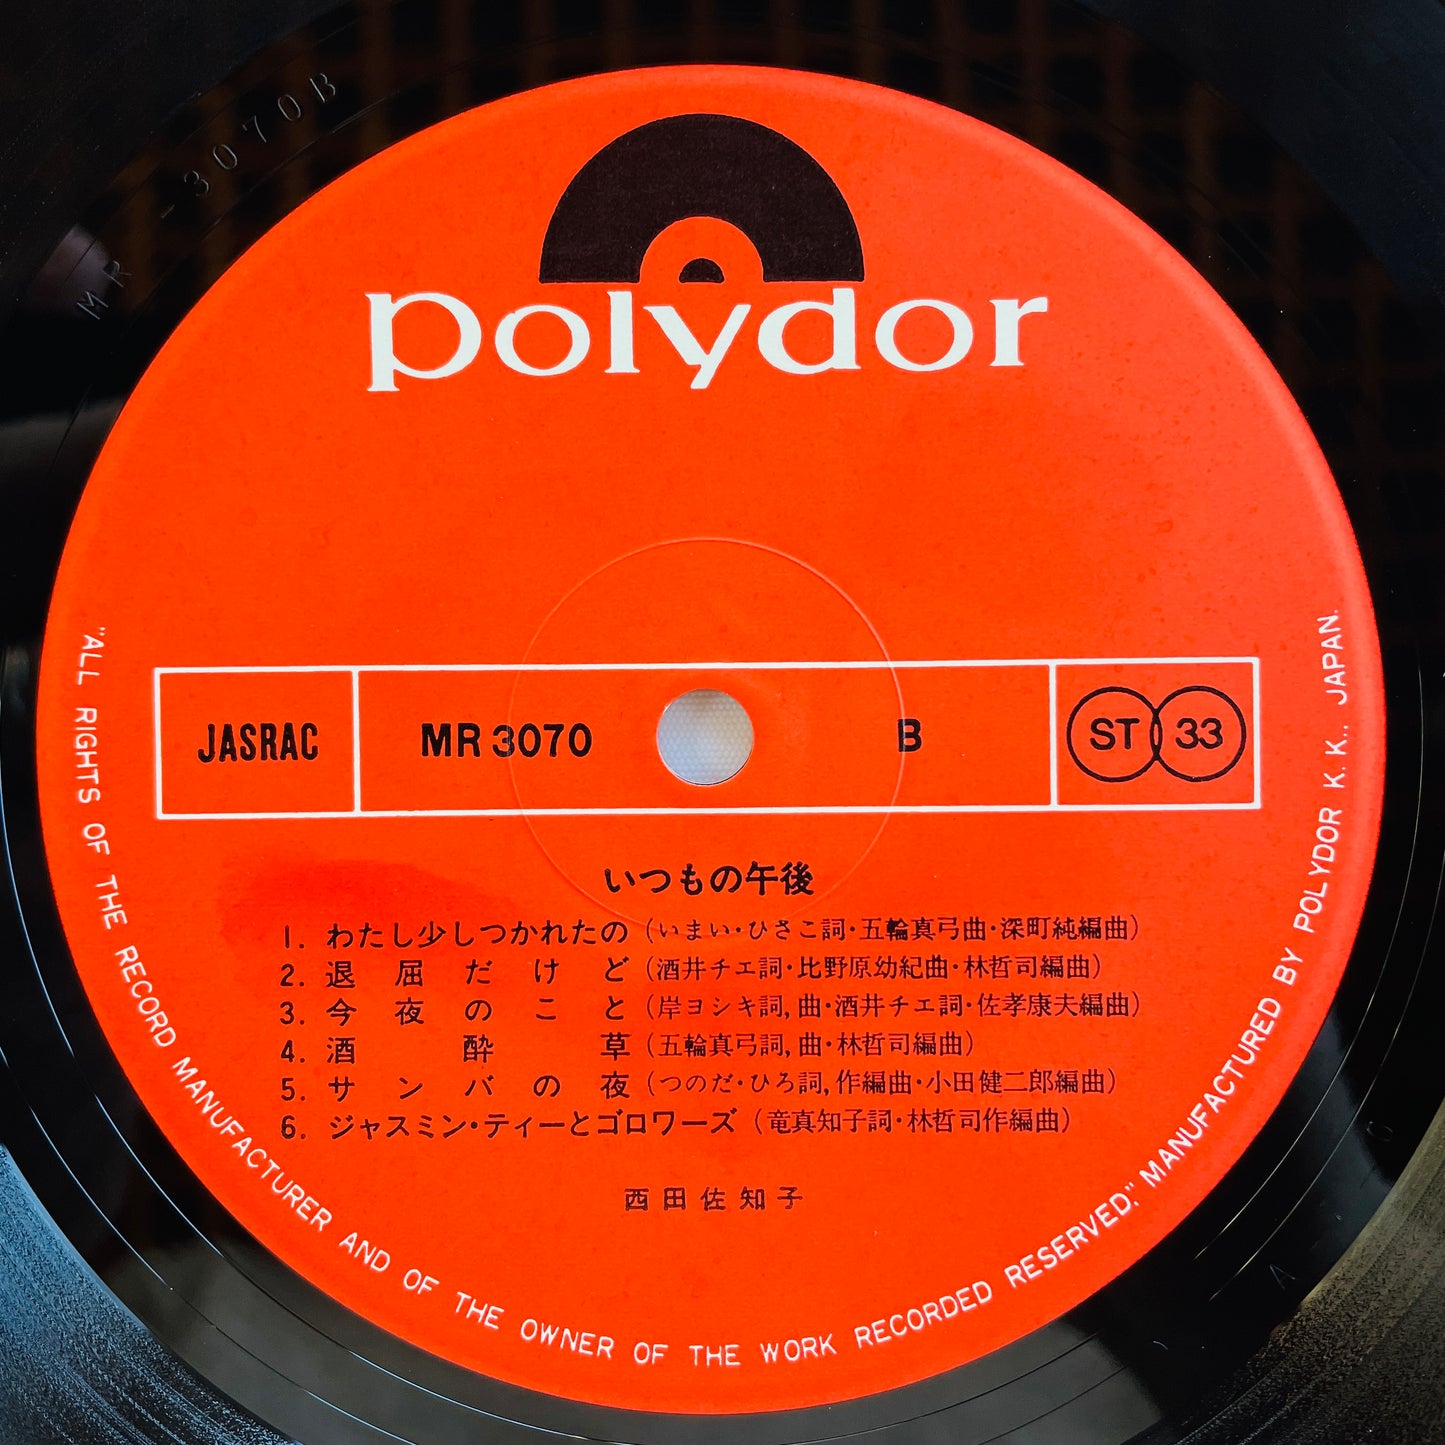 MR-3070B
polydor
JASRAC MR 3070 B ST 33
いつもの午後
1. わたし少しつかれたの (いまい・ひさこ詞・五輪真弓曲・深町純編曲)
2. 退屈だけど (酒井チエ詞・比野原幼紀曲・林哲司編曲)
3. 今夜のこと (岸ヨシキ詞, 曲・酒井チエ詞・佐孝康夫編曲)
4. 酒酔草 (五輪真弓詞, 曲・林哲司編曲)
5. サンバの夜 (つのだ・ひろ詞, 作編曲・小田健二郎編曲)
6. ジャスミン・ティーとゴロワーズ (竜真知子詞・林哲司作編曲)
西田佐知子
"ALL RIGHTS OF THE RECORD MANUFACTURER AND OF THE OWNER OF THE WORK RECORDED RESERVED," MANUFACTURED BY POLYDOR K. K., JAPAN.